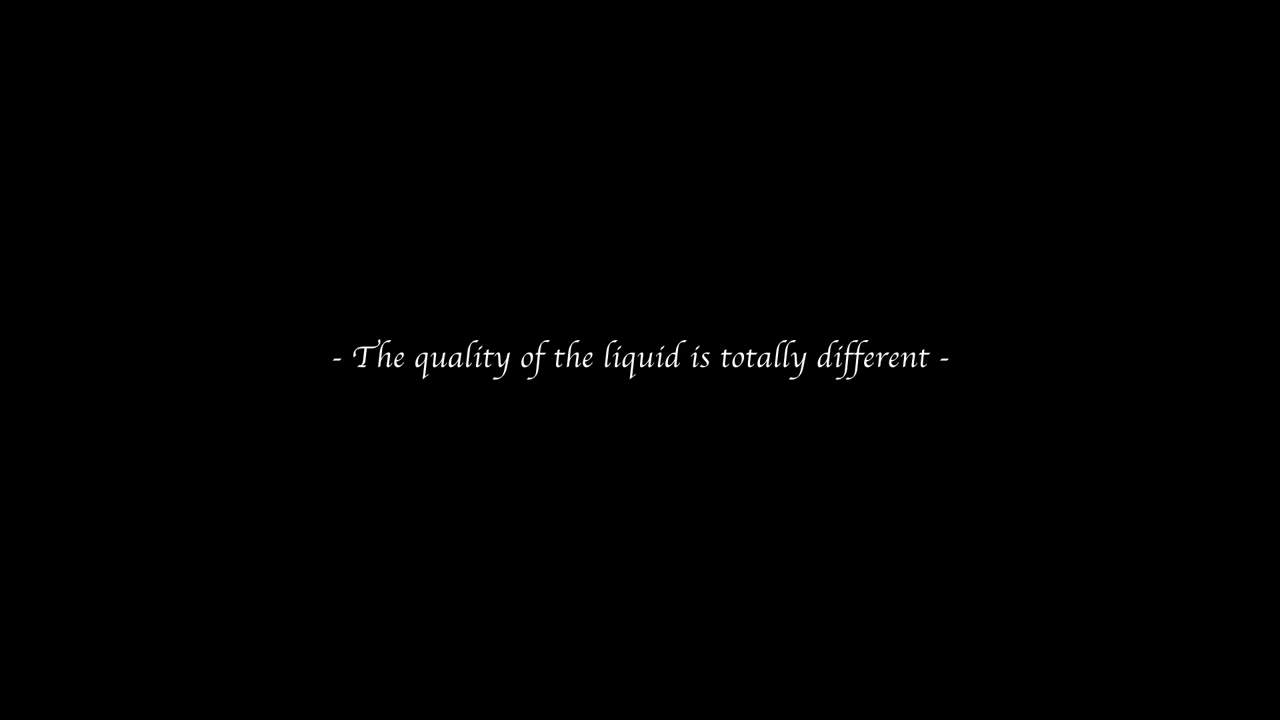 - The quality of the liquid is totally different -